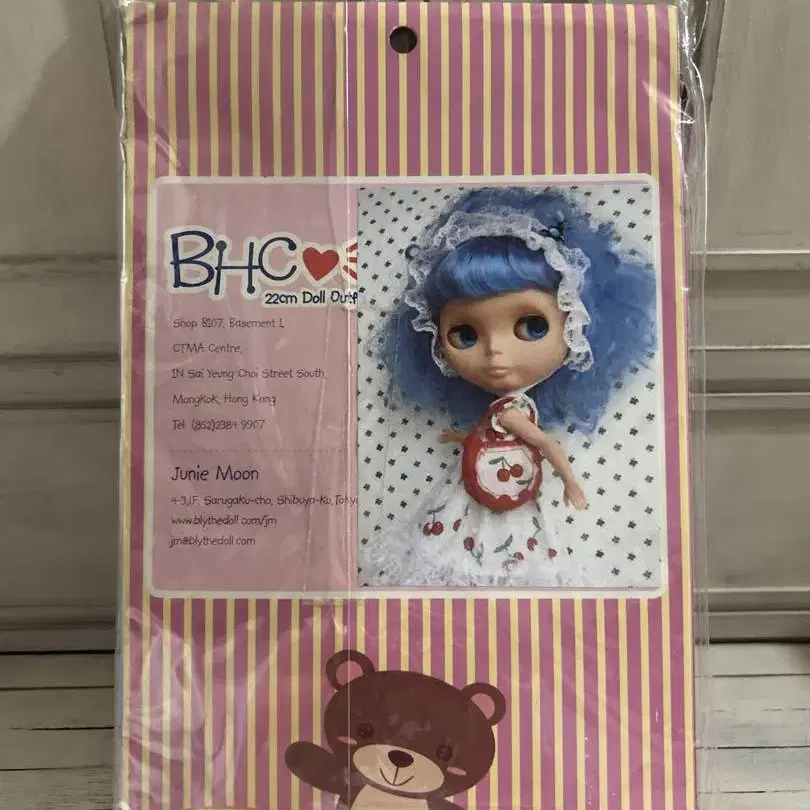 BHC
22cm Doll Outf
Shop B107, Basement 1,
CTMA Centre,
1N Sai Yeung Choi Street South,
Mongkok, Hong Kong
Tel (852)2384 9907
Junie Moon
4-3,1F, Sarugaku-cho, Shibuya-Ku,Tokyo
www.blythedoll.com/jm
jm@blythedoll.com